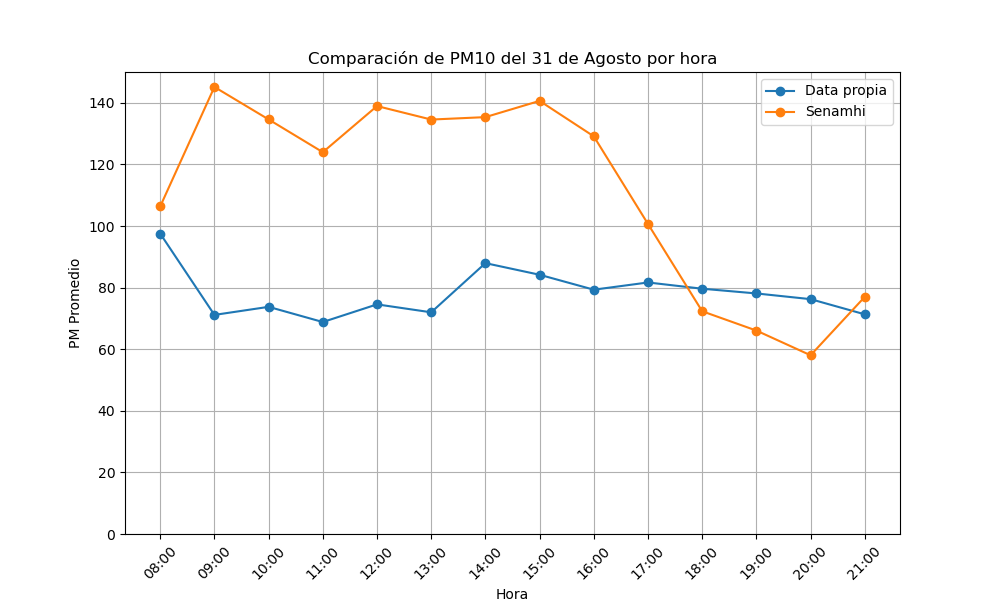 Comparación de PM10 del 31 de Agosto por hora
Data propia
Senamhi
PM Promedio
140
120
100
80
60
40
20
0
08:00 09:00 10:00 11:00 12:00 13:00 14:00 15:00 16:00 17:00 18:00 19:00 20:00 21:00
Hora